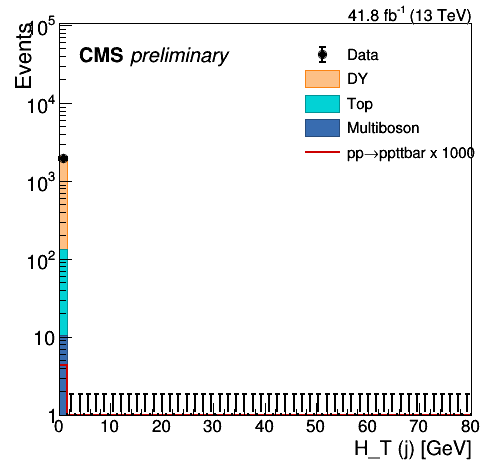 41.8 fb⁻¹ (13 TeV)
Events
CMS preliminary
Data
DY
Top
Multiboson
pp→ppttbar x 1000
10⁵
10⁴
10³
10²
10
1
0 10 20 30 40 50 60 70 80
H_T (j) [GeV]